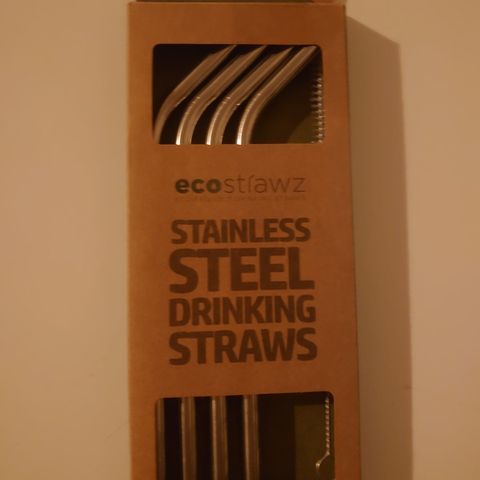 ecostrawz
STAINLESS
STEEL
DRINKING
STRAWS